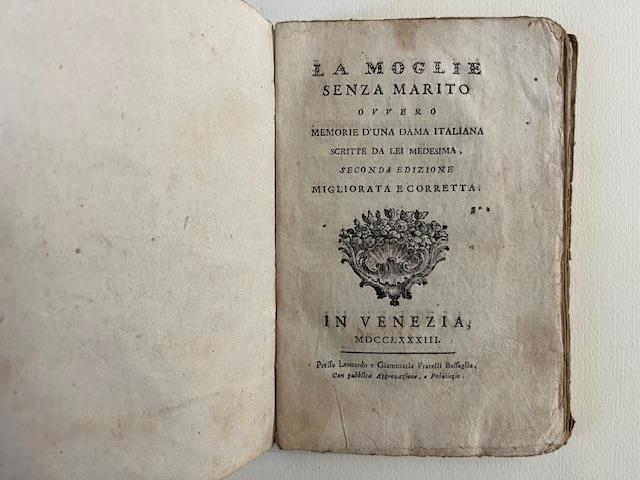 LA MOGLIE
SENZA MARITO
OVVERO
MEMORIE D'UNA DAMA ITALIANA
SCRITTE DA LEI MEDESIMA,
SECONDA EDIZIONE
MIGLIORATA E CORRETTA.
IN VENEZIA,
MDCCLXXXIII.
Presso Leonardo e Giammaria Fratelli Bassaglia,
Con pubblica Approvazione, e Privilegio.